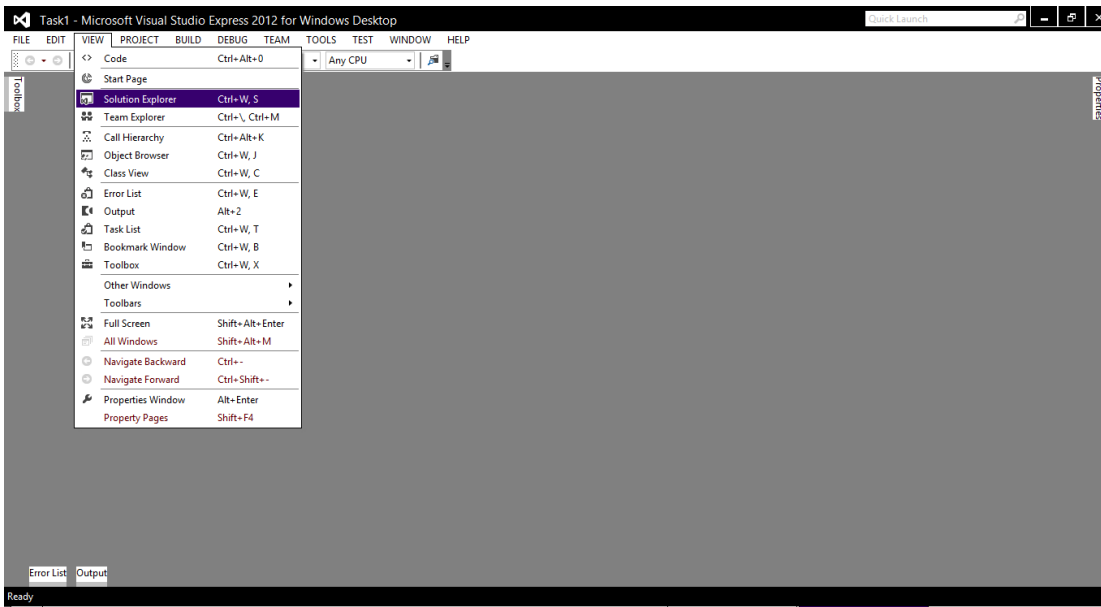 Task1 - Microsoft Visual Studio Express 2012 for Windows Desktop Quick Launch
FILE EDIT VIEW PROJECT BUILD DEBUG TEAM TOOLS TEST WINDOW HELP
Any CPU
Toolbox
Properties
Code Ctrl+Alt+0
Start Page
Solution Explorer Ctrl+W, S
Team Explorer Ctrl+\, Ctrl+M
Call Hierarchy Ctrl+Alt+K
Object Browser Ctrl+W, J
Class View Ctrl+W, C
Error List Ctrl+W, E
Output Alt+2
Task List Ctrl+W, T
Bookmark Window Ctrl+W, B
Toolbox Ctrl+W, X
Other Windows
Toolbars
Full Screen Shift+Alt+Enter
All Windows Shift+Alt+M
Navigate Backward Ctrl+-
Navigate Forward Ctrl+Shift+-
Properties Window Alt+Enter
Property Pages Shift+F4
Error List Output
Ready